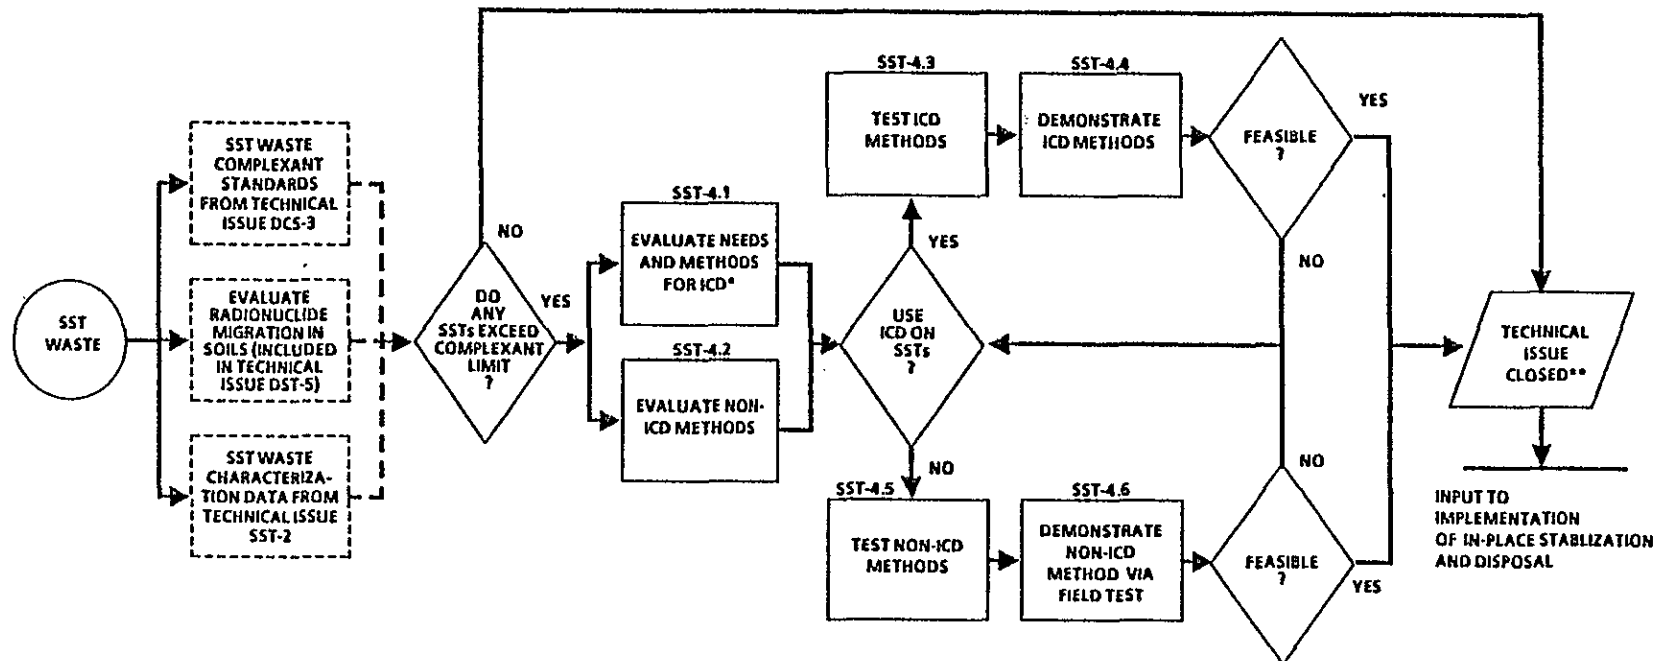 SST
WASTE
SST WASTE
COMPLEXANT
STANDARDS
FROM TECHNICAL
ISSUE DCS-3
EVALUATE
RADIONUCLIDE
MIGRATION IN
SOILS (INCLUDED
IN TECHNICAL
ISSUE DST-5)
SST WASTE
CHARACTERIZA-
TION DATA FROM
TECHNICAL ISSUE
SST-2
NO
DO
ANY
SSTs EXCEED
COMPLEXANT
LIMIT
?
YES
SST-4.1
EVALUATE NEEDS
AND METHODS
FOR ICD*
SST-4.2
EVALUATE NON-
ICD METHODS
YES
USE
ICD ON
SSTs
?
NO
SST-4.3
TEST ICD
METHODS
SST-4.4
DEMONSTRATE
ICD METHODS
FEASIBLE
?
YES
NO
SST-4.5
TEST NON-ICD
METHODS
SST-4.6
DEMONSTRATE
NON-ICD
METHOD VIA
FIELD TEST
NO
FEASIBLE
?
YES
TECHNICAL
ISSUE
CLOSED**
INPUT TO
IMPLEMENTATION
OF IN-PLACE STABLIZATION
AND DISPOSAL